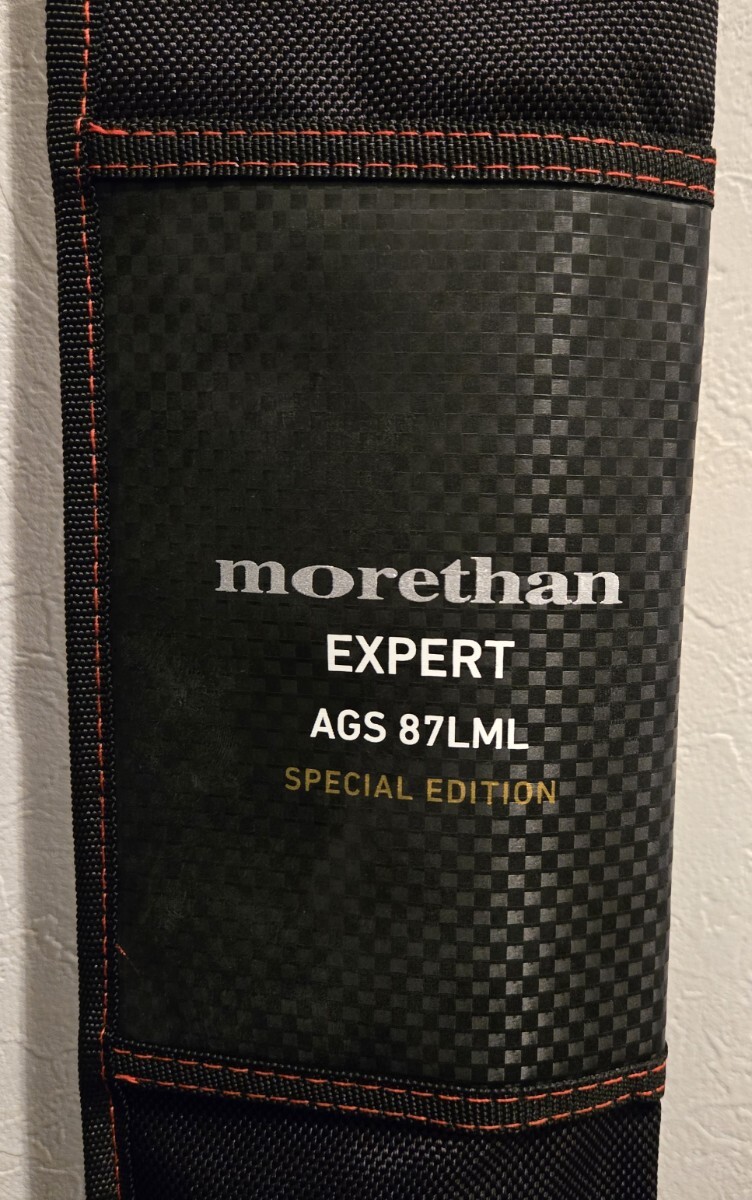 morethan
EXPERT
AGS 87LML
SPECIAL EDITION